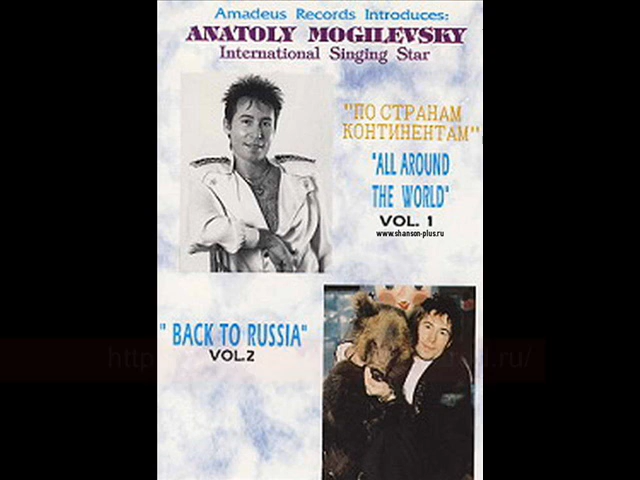 Amadeus Records Introduces:
ANATOLY MOGILEVSKY
International Singing Star
"ПО СТРАНАМ
КОНТИНЕНТАМ"
"ALL AROUND
THE WORLD"
VOL. 1
www.shanson-plus.ru
" BACK TO RUSSIA"
VOL.2